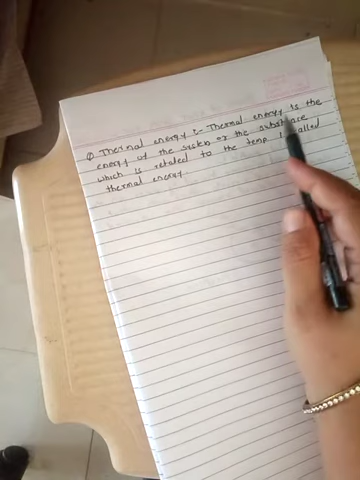 ① Thermal energy :- Thermal energy is the
energy of the system or the substance
which is related to the temp called
thermal energy